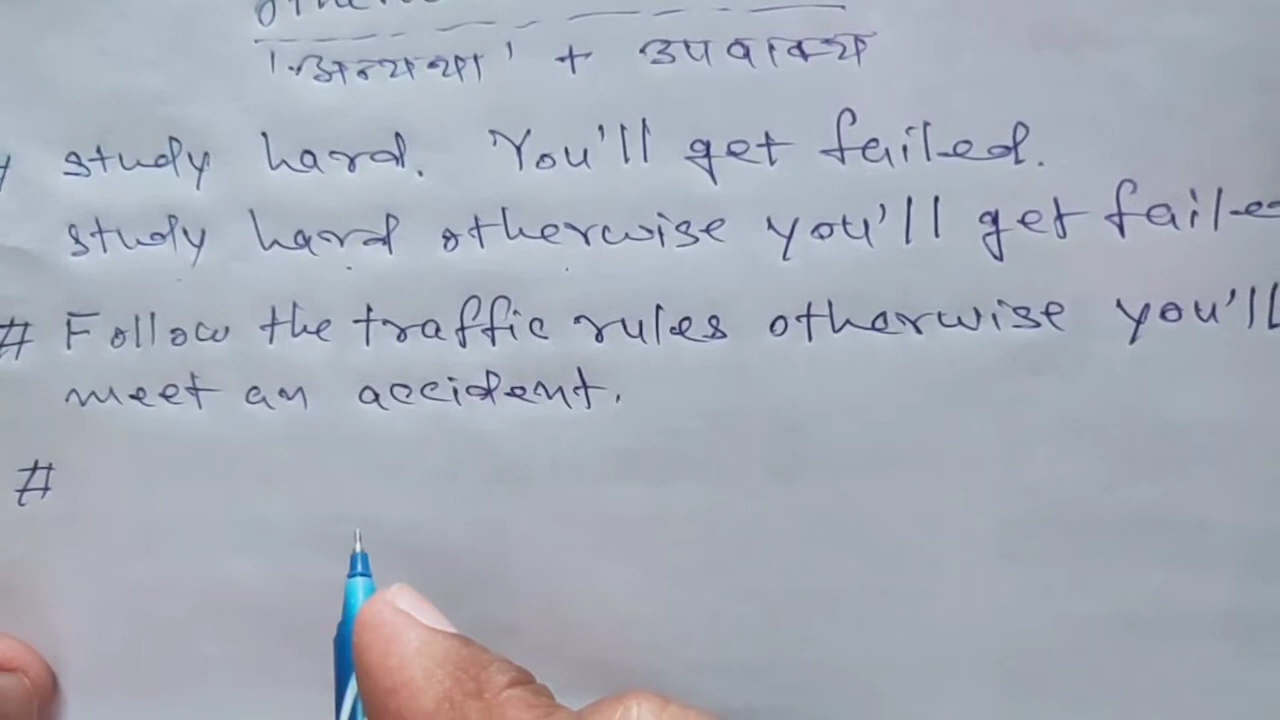 'अन्यथा' + उपवाक्य
study hard. You'll get failed.
study hard otherwise you'll get faile
# Follow the traffic rules otherwise you'll
meet an accident.
#